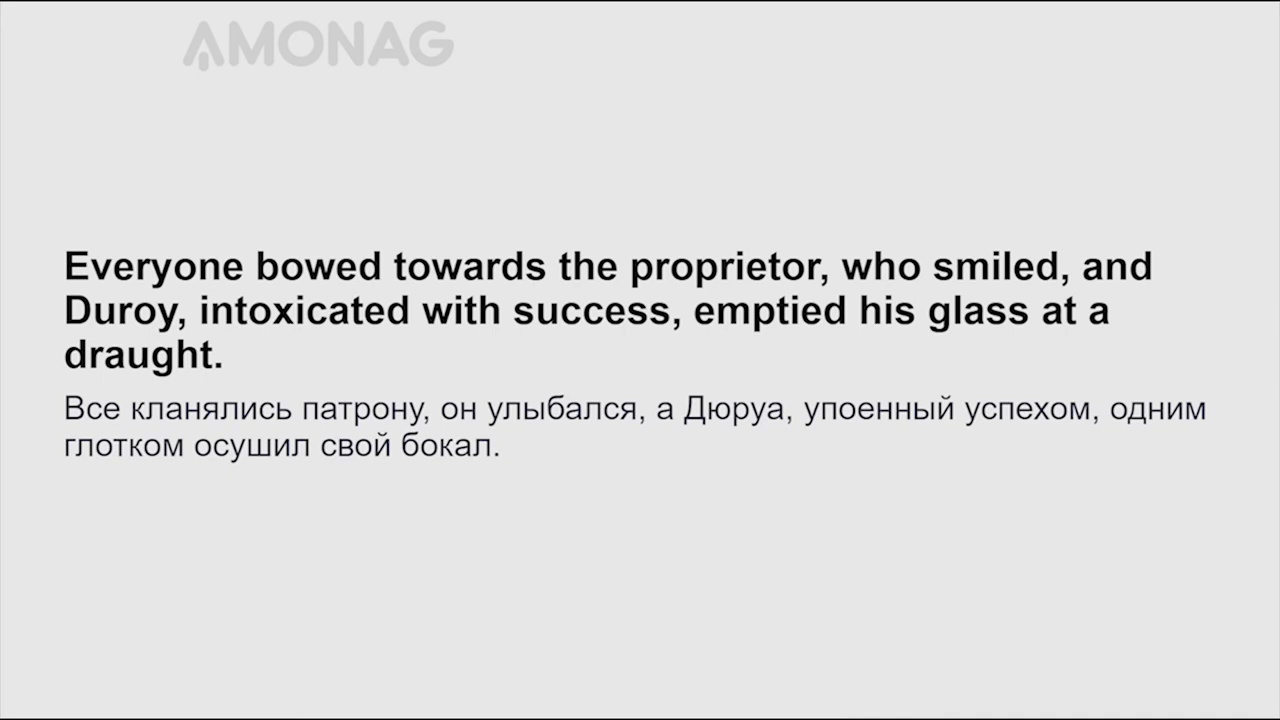 AMONAG
Everyone bowed towards the proprietor, who smiled, and
Duroy, intoxicated with success, emptied his glass at a
draught.
Все кланялись патрону, он улыбался, а Дюруа, упоенный успехом, одним
глотком осушил свой бокал.